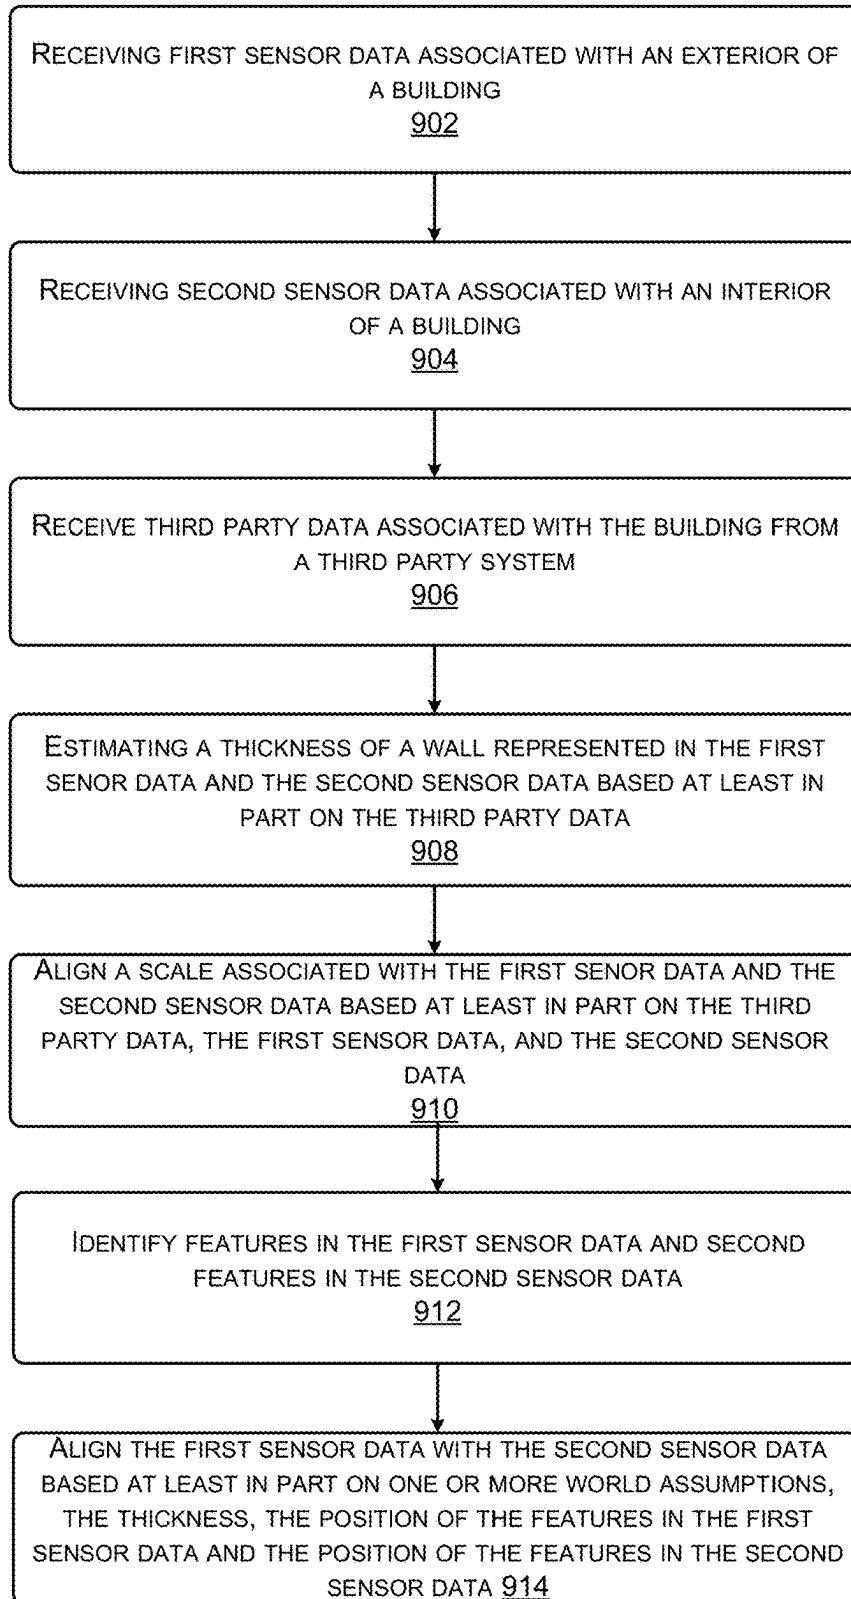 RECEIVING FIRST SENSOR DATA ASSOCIATED WITH AN EXTERIOR OF
A BUILDING
902
RECEIVING SECOND SENSOR DATA ASSOCIATED WITH AN INTERIOR
OF A BUILDING
904
RECEIVE THIRD PARTY DATA ASSOCIATED WITH THE BUILDING FROM
A THIRD PARTY SYSTEM
906
ESTIMATING A THICKNESS OF A WALL REPRESENTED IN THE FIRST
SENOR DATA AND THE SECOND SENSOR DATA BASED AT LEAST IN
PART ON THE THIRD PARTY DATA
908
ALIGN A SCALE ASSOCIATED WITH THE FIRST SENOR DATA AND THE
SECOND SENSOR DATA BASED AT LEAST IN PART ON THE THIRD
PARTY DATA, THE FIRST SENSOR DATA, AND THE SECOND SENSOR
DATA
910
IDENTIFY FEATURES IN THE FIRST SENSOR DATA AND SECOND
FEATURES IN THE SECOND SENSOR DATA
912
ALIGN THE FIRST SENSOR DATA WITH THE SECOND SENSOR DATA
BASED AT LEAST IN PART ON ONE OR MORE WORLD ASSUMPTIONS,
THE THICKNESS, THE POSITION OF THE FEATURES IN THE FIRST
SENSOR DATA AND THE POSITION OF THE FEATURES IN THE SECOND
SENSOR DATA 914